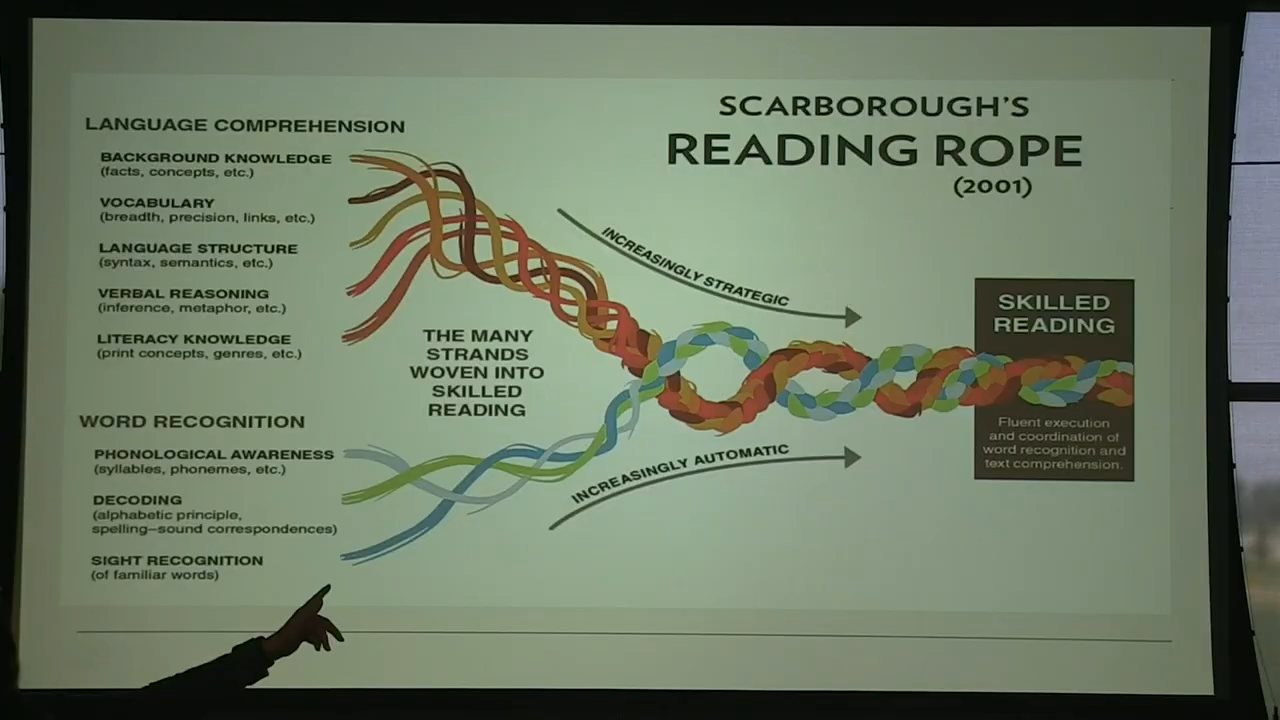 SCARBOROUGH'S
READING ROPE
(2001)
LANGUAGE COMPREHENSION
BACKGROUND KNOWLEDGE
(facts, concepts, etc.)
VOCABULARY
(breadth, precision, links, etc.)
LANGUAGE STRUCTURE
(syntax, semantics, etc.)
VERBAL REASONING
(inference, metaphor, etc.)
LITERACY KNOWLEDGE
(print concepts, genres, etc.)
THE MANY
STRANDS
WOVEN INTO
SKILLED
READING
WORD RECOGNITION
PHONOLOGICAL AWARENESS
(syllables, phonemes, etc.)
DECODING
(alphabetic principle,
spelling–sound correspondences)
SIGHT RECOGNITION
(of familiar words)
INCREASINGLY STRATEGIC
INCREASINGLY AUTOMATIC
SKILLED
READING
Fluent execution
and coordination of
word recognition and
text comprehension.